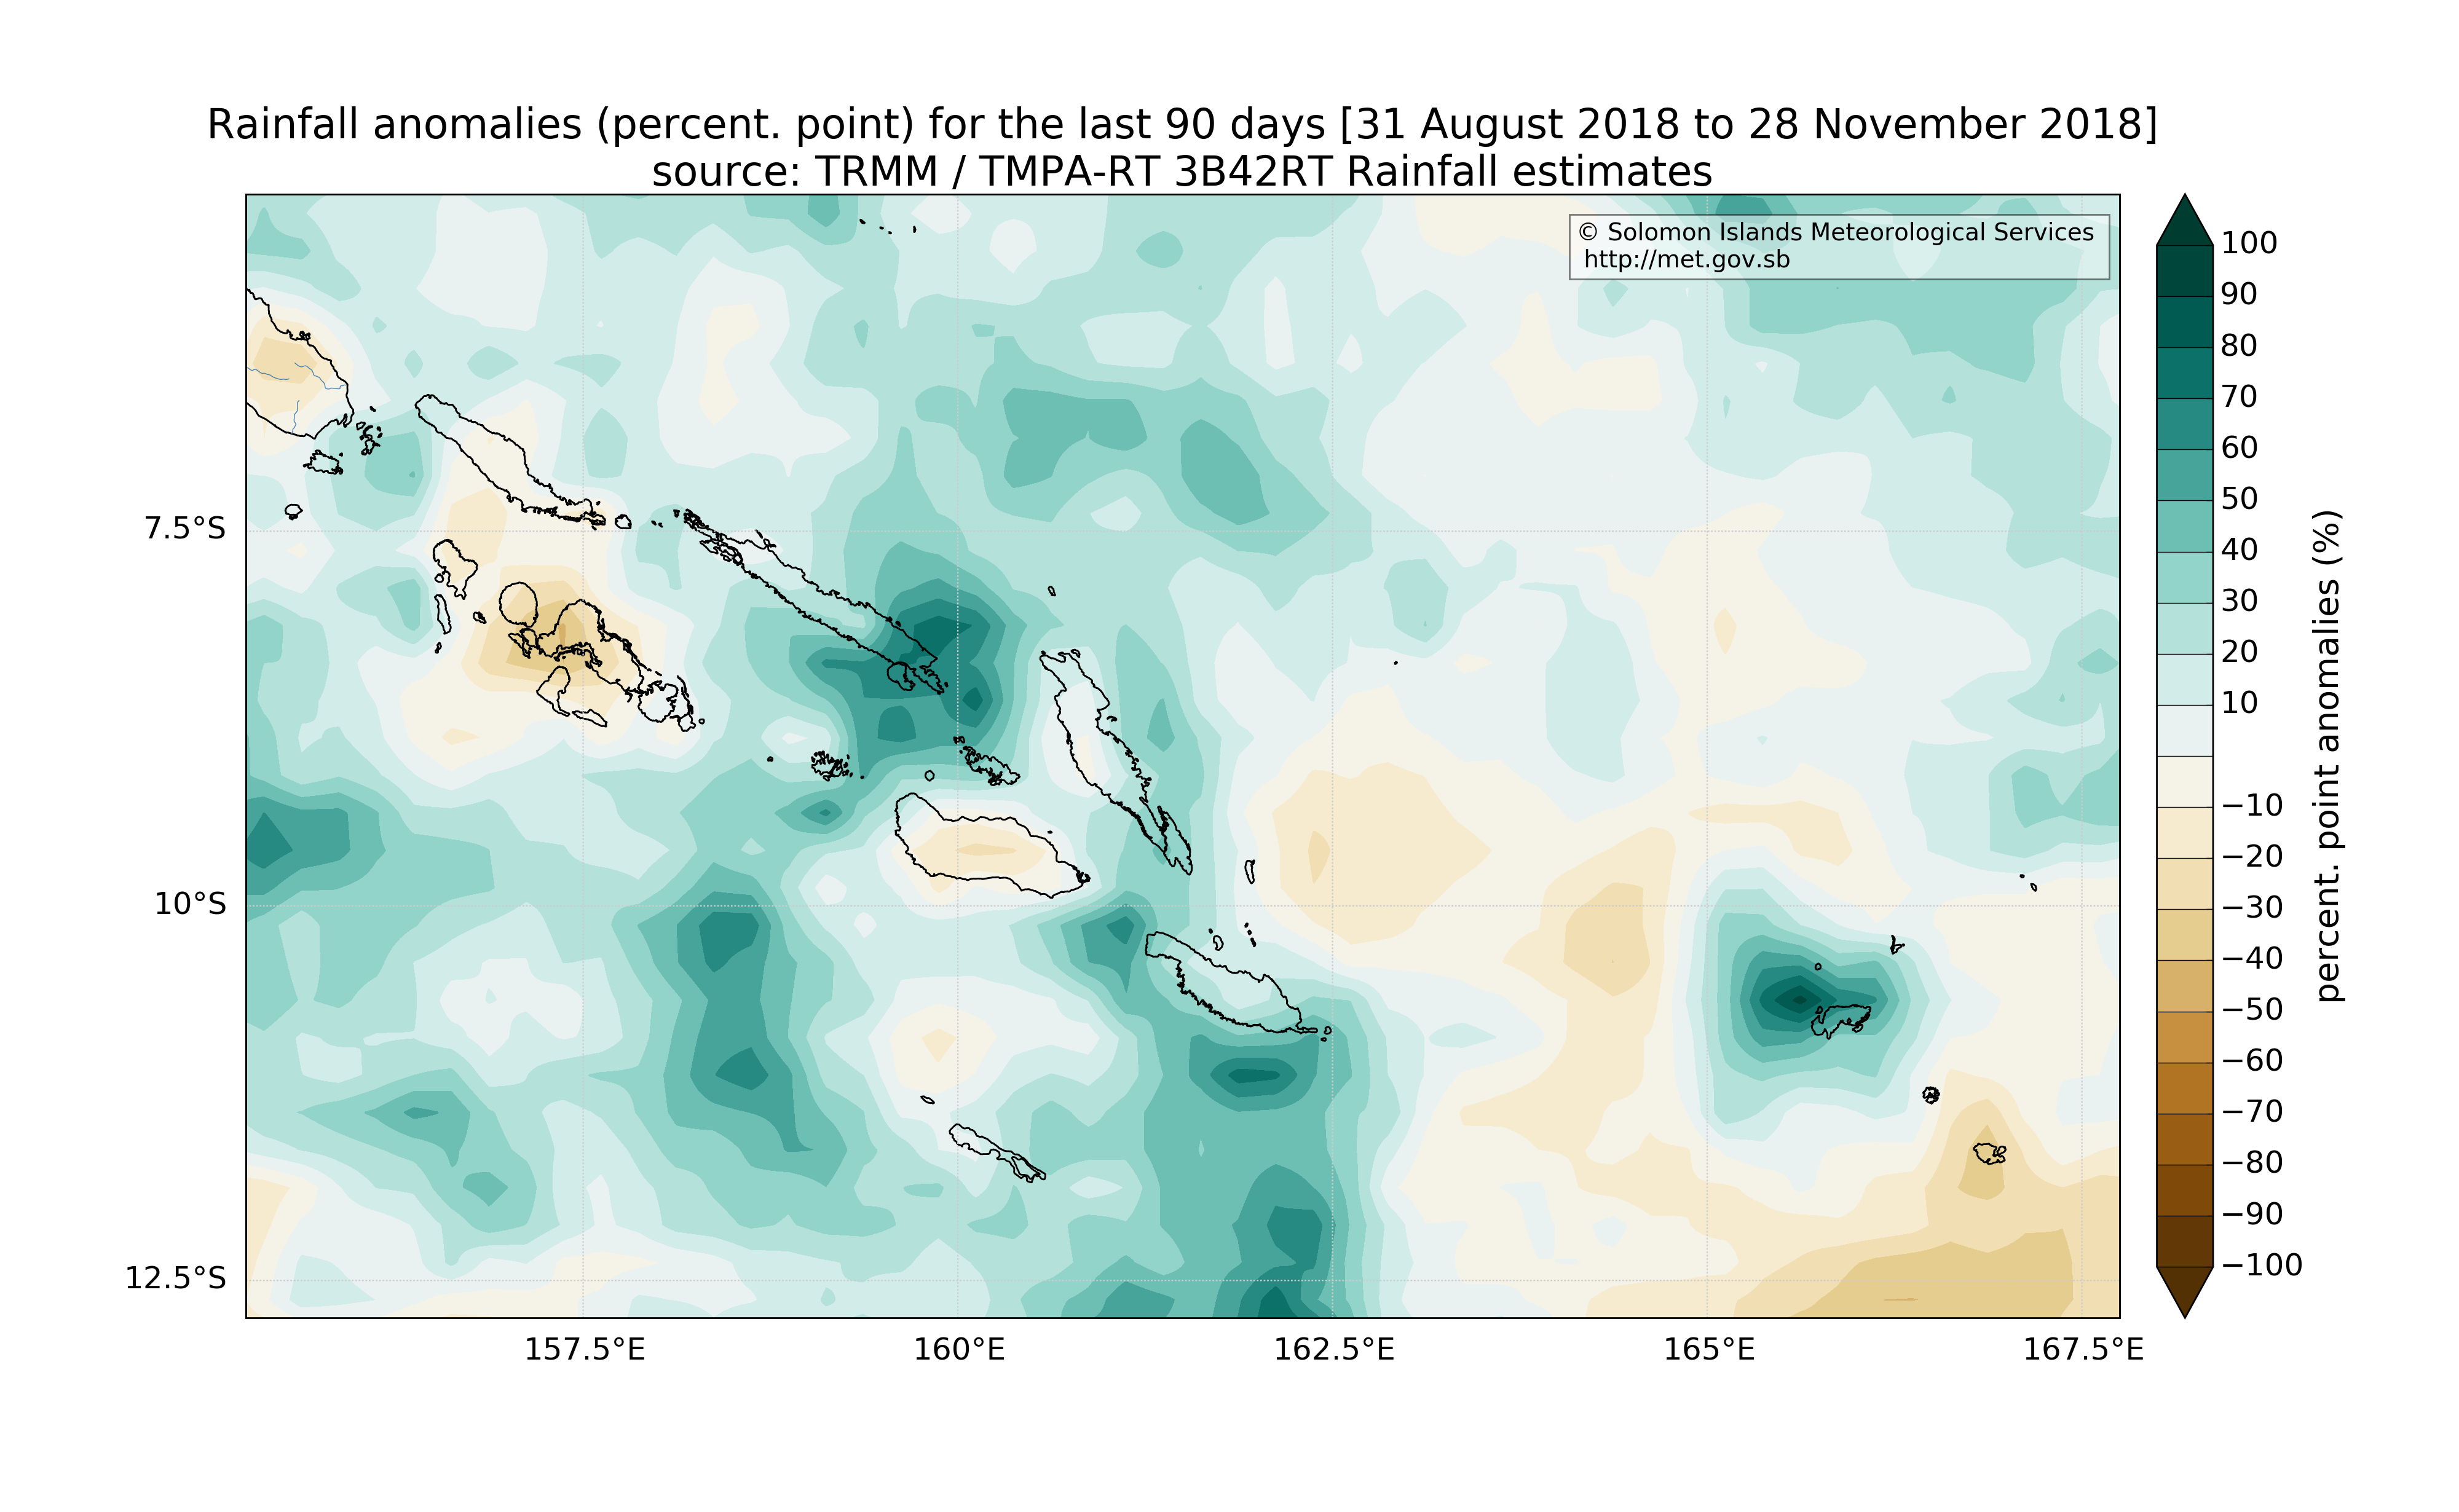 Rainfall anomalies (percent. point) for the last 90 days [31 August 2018 to 28 November 2018]
source: TRMM / TMPA-RT 3B42RT Rainfall estimates
© Solomon Islands Meteorological Services
http://met.gov.sb
7.5°S
10°S
12.5°S
157.5°E
160°E
162.5°E
165°E
167.5°E
100
90
80
70
60
50
40
30
20
10
−10
−20
−30
−40
−50
−60
−70
−80
−90
−100
percent. point anomalies (%)